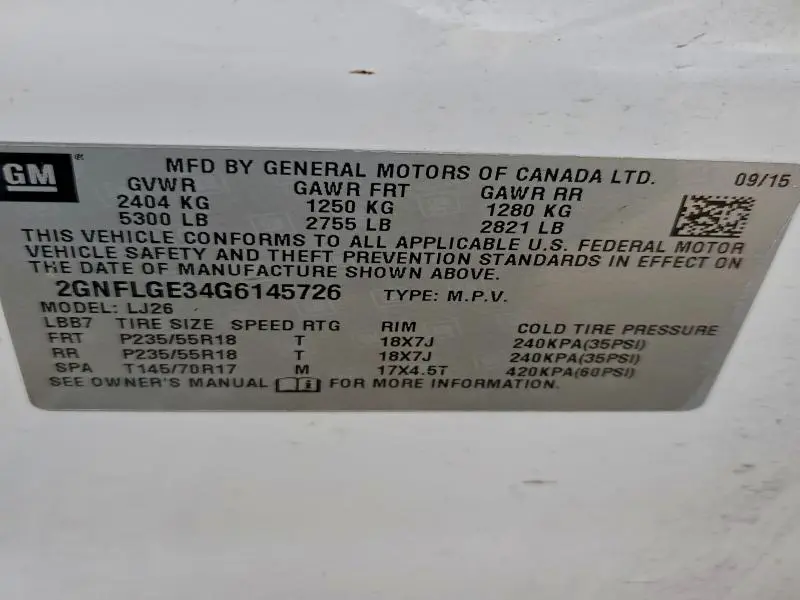 GM ®
MFD BY GENERAL MOTORS OF CANADA LTD. 09/15
GVWR GAWR FRT GAWR RR
2404 KG 1250 KG 1280 KG
5300 LB 2755 LB 2821 LB
THIS VEHICLE CONFORMS TO ALL APPLICABLE U.S. FEDERAL MOTOR
VEHICLE SAFETY AND THEFT PREVENTION STANDARDS IN EFFECT ON
THE DATE OF MANUFACTURE SHOWN ABOVE.
2GNFLGE34G6145726 TYPE: M.P.V.
MODEL: LJ26
LBB7 TIRE SIZE SPEED RTG RIM COLD TIRE PRESSURE
FRT P235/55R18 T 18X7J 240KPA(35PSI)
RR P235/55R18 T 18X7J 240KPA(35PSI)
SPA T145/70R17 M 17X4.5T 420KPA(60PSI)
SEE OWNER'S MANUAL i FOR MORE INFORMATION.